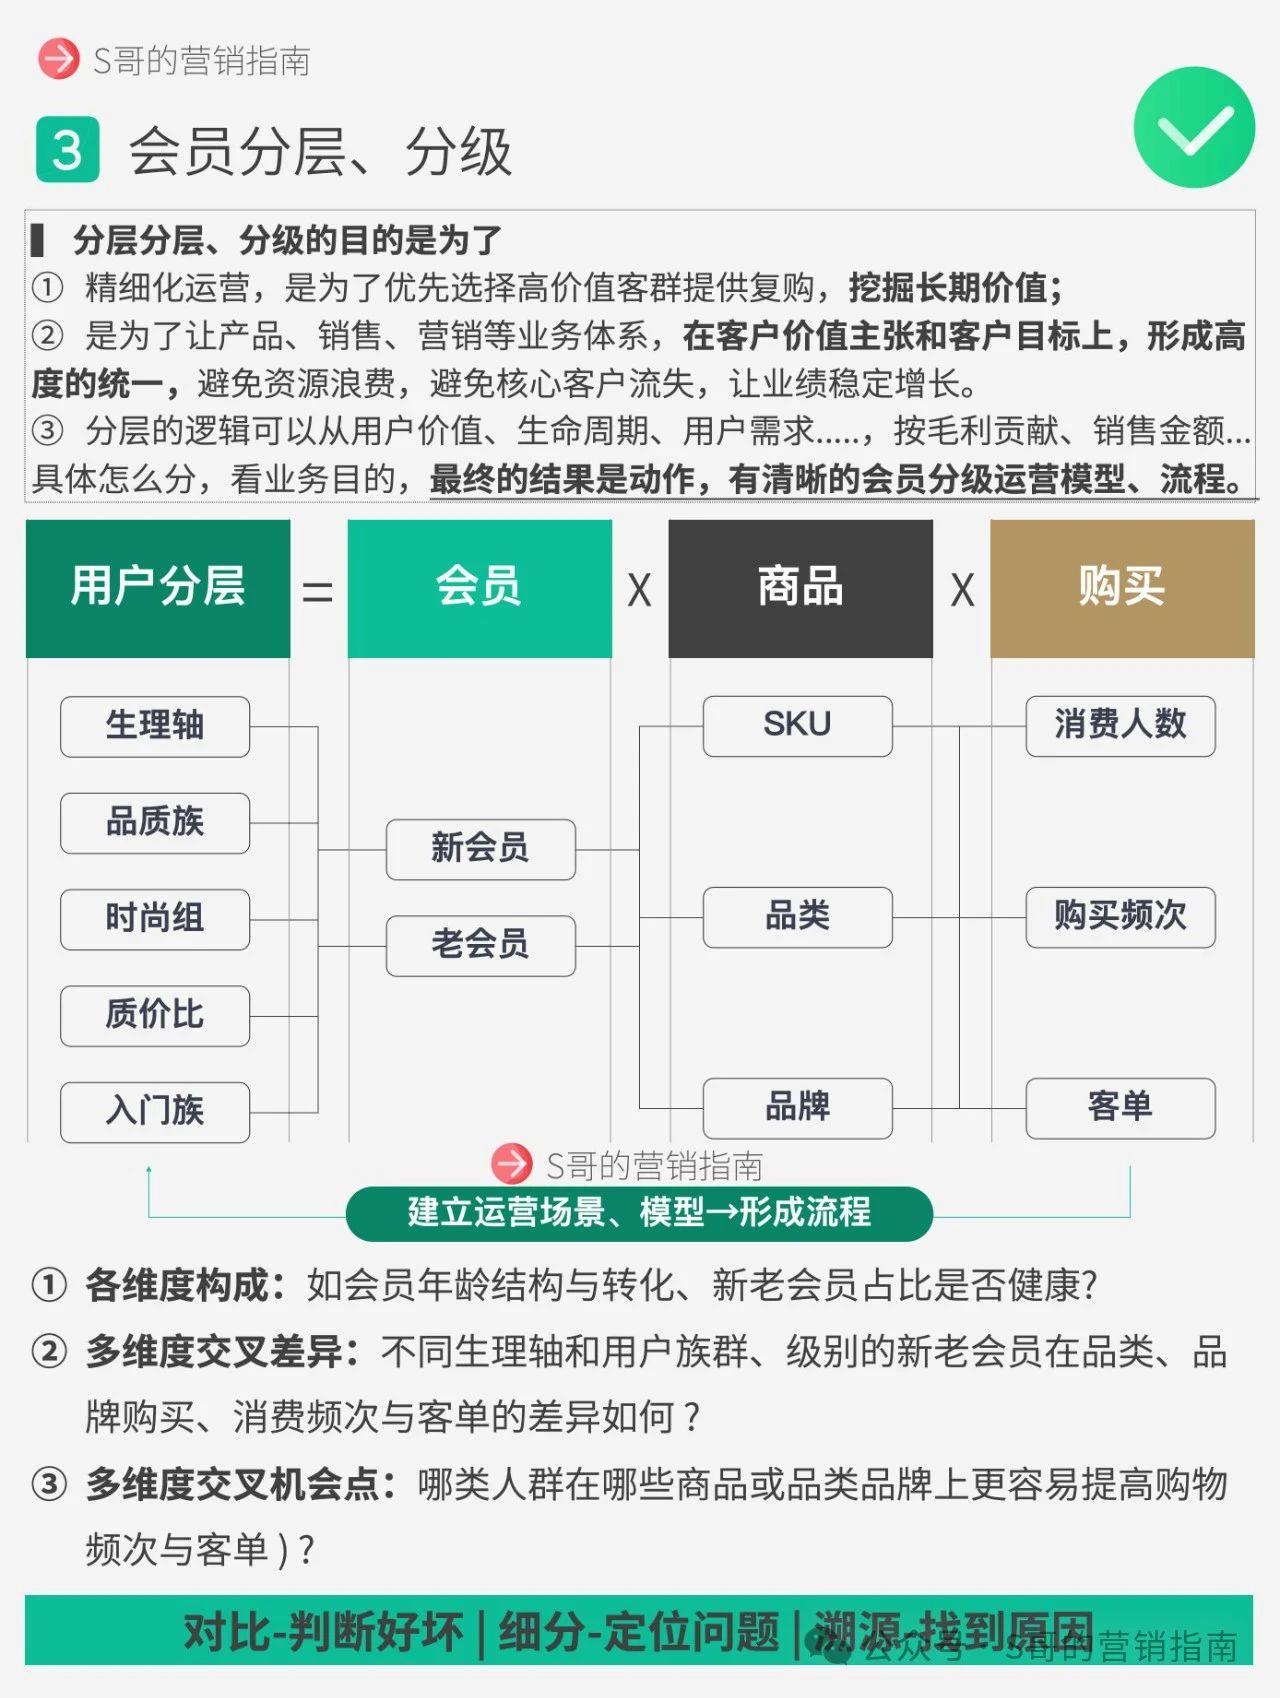 S哥的营销指南
3 会员分层、分级
分层分层、分级的目的是为了
① 精细化运营，是为了优先选择高价值客群提供复购，挖掘长期价值；
② 是为了让产品、销售、营销等业务体系，在客户价值主张和客户目标上，形成高
度的统一，避免资源浪费，避免核心客户流失，让业绩稳定增长。
③ 分层的逻辑可以从用户价值、生命周期、用户需求.....，按毛利贡献、销售金额...
具体怎么分，看业务目的，最终的结果是动作，有清晰的会员分级运营模型、流程。
用户分层 = 会员 X 商品 X 购买
生理轴
品质族
时尚组
质价比
入门族
新会员
老会员
SKU
品类
品牌
消费人数
购买频次
客单
S哥的营销指南
建立运营场景、模型→形成流程
① 各维度构成：如会员年龄结构与转化、新老会员占比是否健康?
② 多维度交叉差异：不同生理轴和用户族群、级别的新老会员在品类、品
牌购买、消费频次与客单的差异如何？
③ 多维度交叉机会点：哪类人群在哪些商品或品类品牌上更容易提高购物
频次与客单)？
对比-判断好坏 | 细分-定位问题 | 溯源-找到原因
公众号 · S哥的营销指南